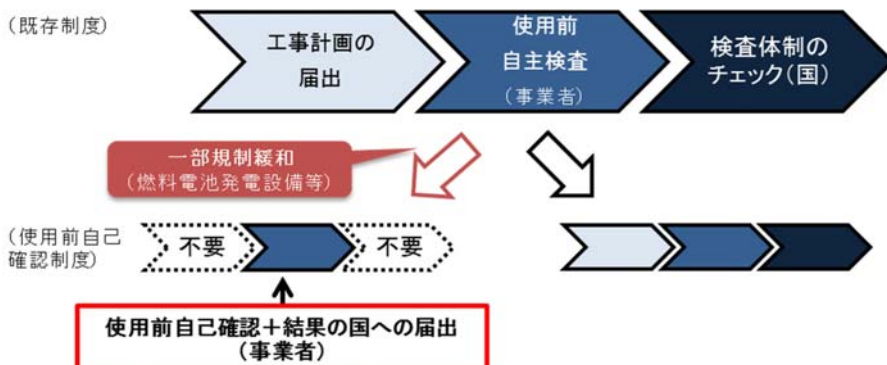 (既存制度)
工事計画の
届出
使用前
自主検査
(事業者)
検査体制の
チェック(国)
一部規制緩和
(燃料電池発電設備等)
(使用前自己
確認制度)
不要
不要
使用前自己確認＋結果の国への届出
(事業者)